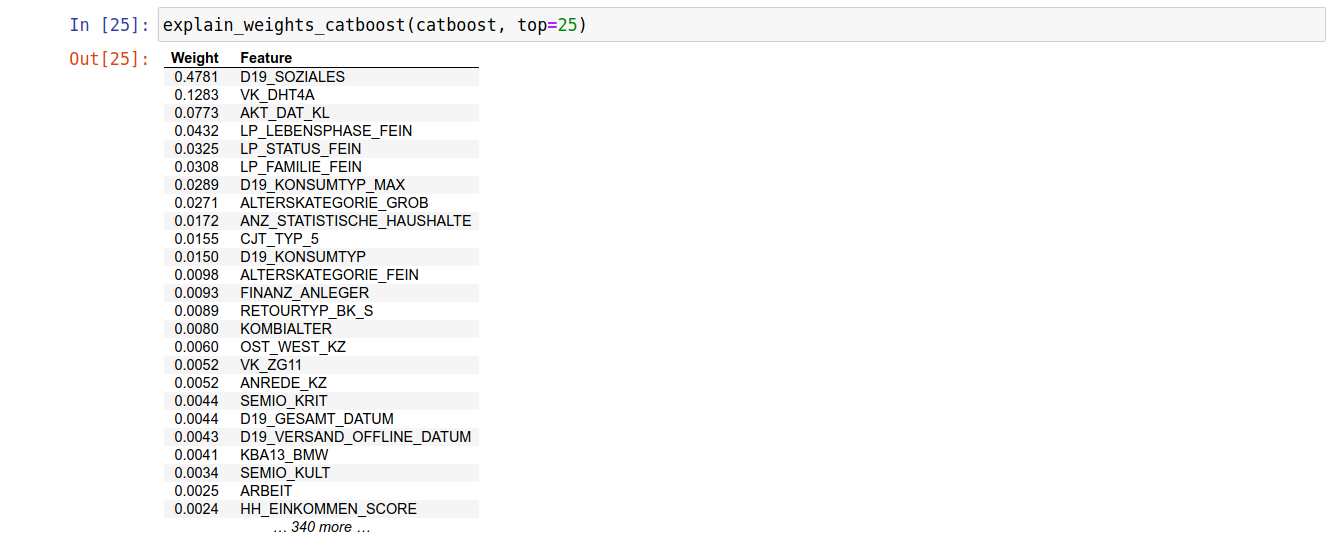 In [25]: explain_weights_catboost(catboost, top=25)
Out[25]: Weight Feature
0.4781 D19_SOZIALES
0.1283 VK_DHT4A
0.0773 AKT_DAT_KL
0.0432 LP_LEBENSPHASE_FEIN
0.0325 LP_STATUS_FEIN
0.0308 LP_FAMILIE_FEIN
0.0289 D19_KONSUMTYP_MAX
0.0271 ALTERSKATEGORIE_GROB
0.0172 ANZ_STATISTISCHE_HAUSHALTE
0.0155 CJT_TYP_5
0.0150 D19_KONSUMTYP
0.0098 ALTERSKATEGORIE_FEIN
0.0093 FINANZ_ANLEGER
0.0089 RETOURTYP_BK_S
0.0080 KOMBIALTER
0.0060 OST_WEST_KZ
0.0052 VK_ZG11
0.0052 ANREDE_KZ
0.0044 SEMIO_KRIT
0.0044 D19_GESAMT_DATUM
0.0043 D19_VERSAND_OFFLINE_DATUM
0.0041 KBA13_BMW
0.0034 SEMIO_KULT
0.0025 ARBEIT
0.0024 HH_EINKOMMEN_SCORE
… 340 more …